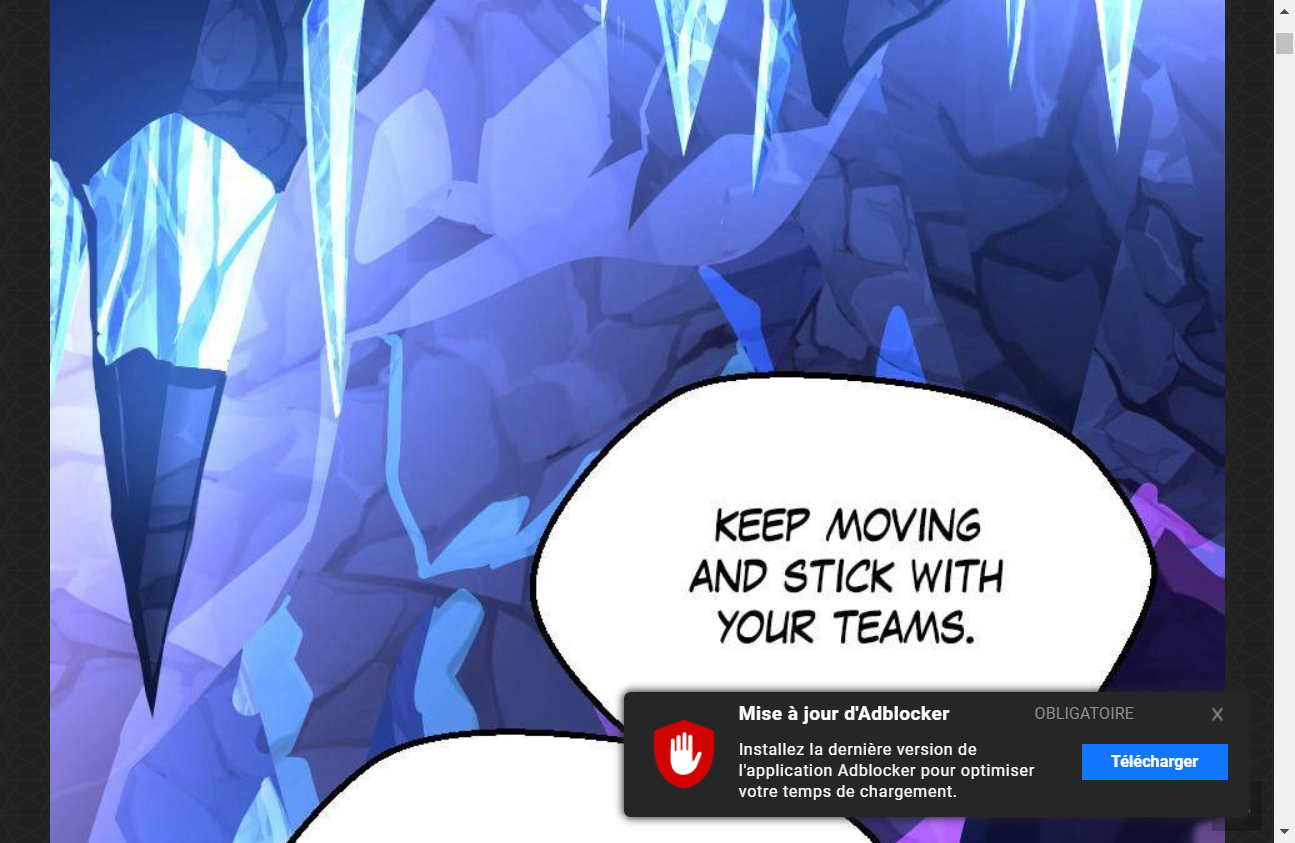 KEEP MOVING
AND STICK WITH
YOUR TEAMS.
Mise à jour d'Adblocker
OBLIGATOIRE
X
Installez la dernière version de
l'application Adblocker pour optimiser
votre temps de chargement.
Télécharger